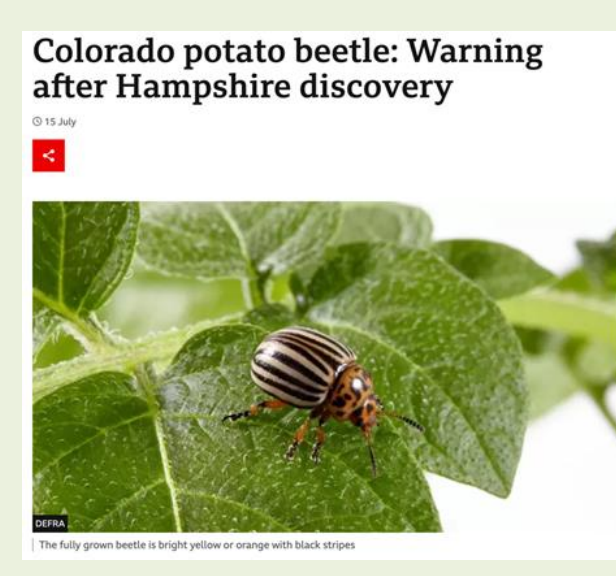 Colorado potato beetle: Warning
after Hampshire discovery
15 July
DEFRA
The fully grown beetle is bright yellow or orange with black stripes